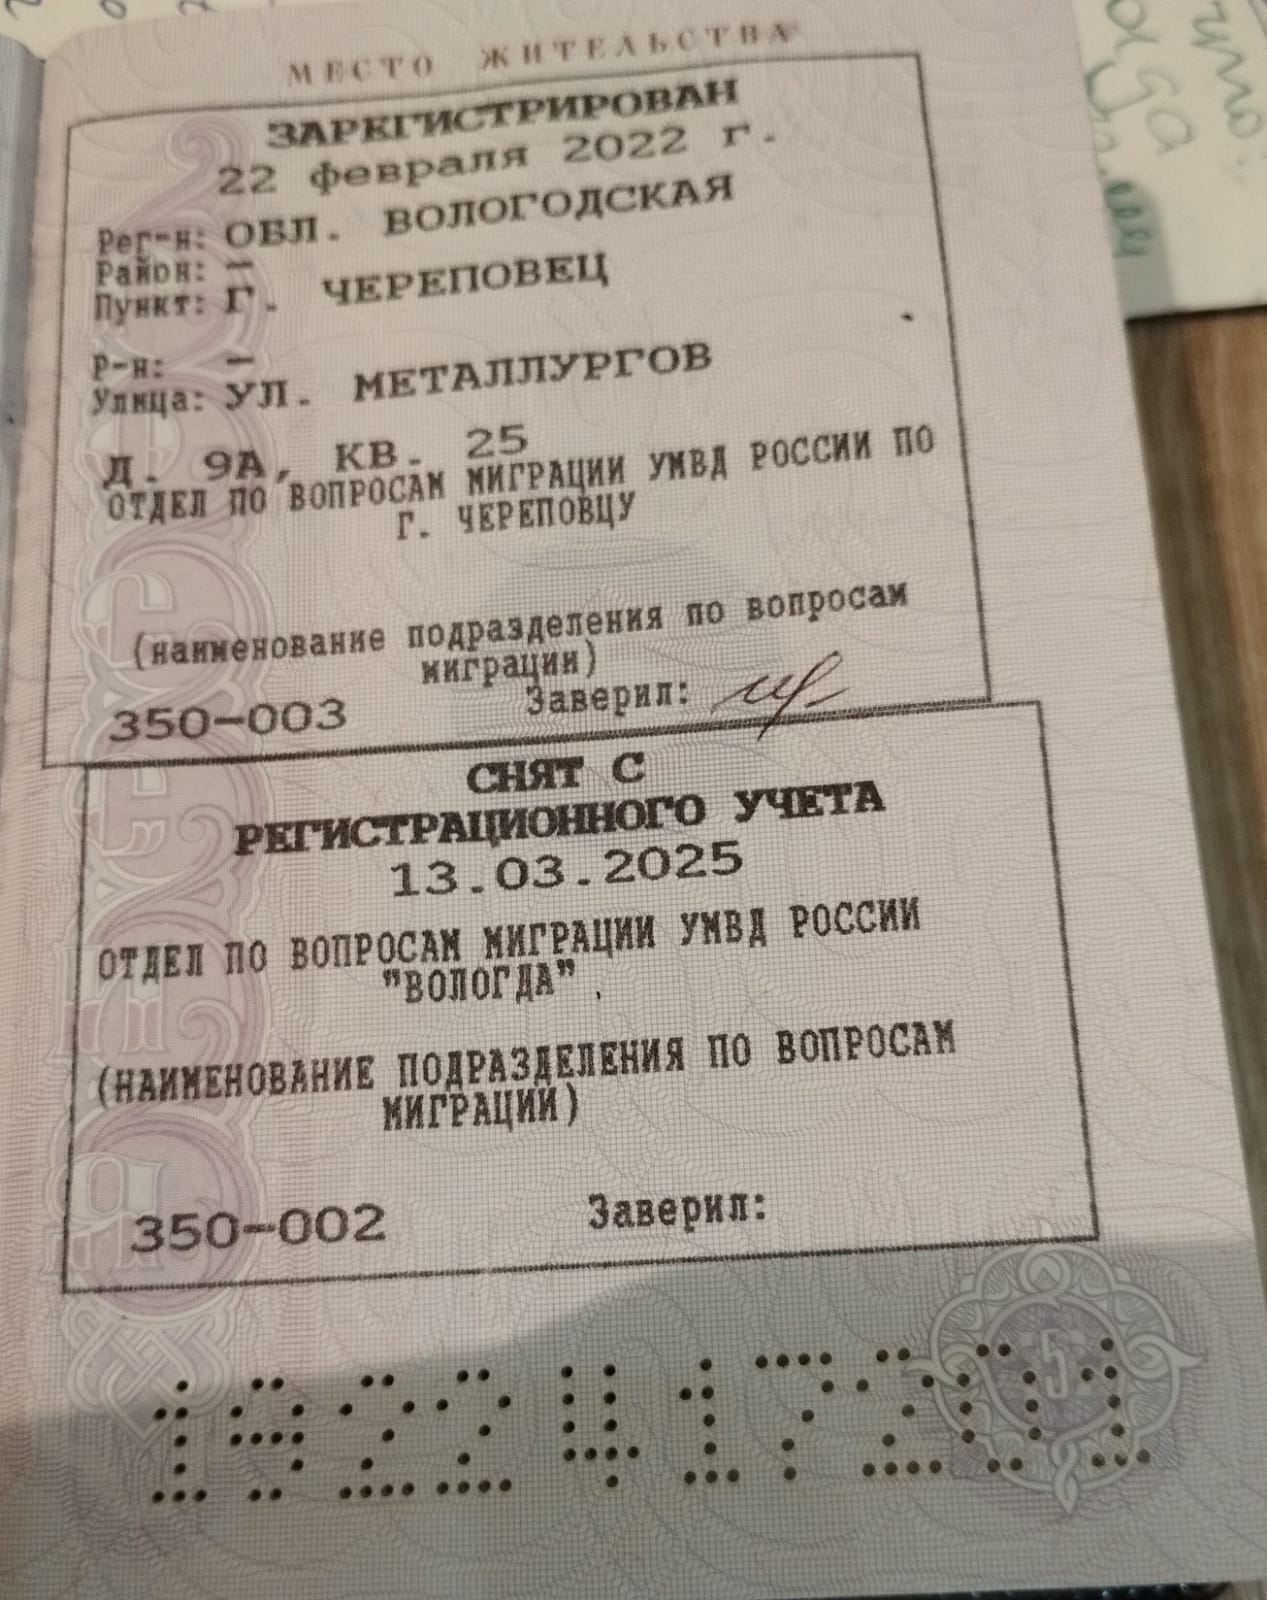 МЕСТО ЖИТЕЛЬСТВА
ЗАРЕГИСТРИРОВАН
22 февраля 2022 г.
Рег-н: ОБЛ. ВОЛОГОДСКАЯ
Район: –
Пункт: Г. ЧЕРЕПОВЕЦ
Р-н: –
Улица: УЛ. МЕТАЛЛУРГОВ
Д. 9А, КВ. 25
ОТДЕЛ ПО ВОПРОСАМ МИГРАЦИИ УМВД РОССИИ ПО
Г. ЧЕРЕПОВЦУ
(наименование подразделения по вопросам
миграции)
350-003 Заверил:
СНЯТ С
РЕГИСТРАЦИОННОГО УЧЕТА
13.03.2025
ОТДЕЛ ПО ВОПРОСАМ МИГРАЦИИ УМВД РОССИИ
"ВОЛОГДА"
(НАИМЕНОВАНИЕ ПОДРАЗДЕЛЕНИЯ ПО ВОПРОСАМ
МИГРАЦИИ)
350-002 Заверил:
5
1922417201